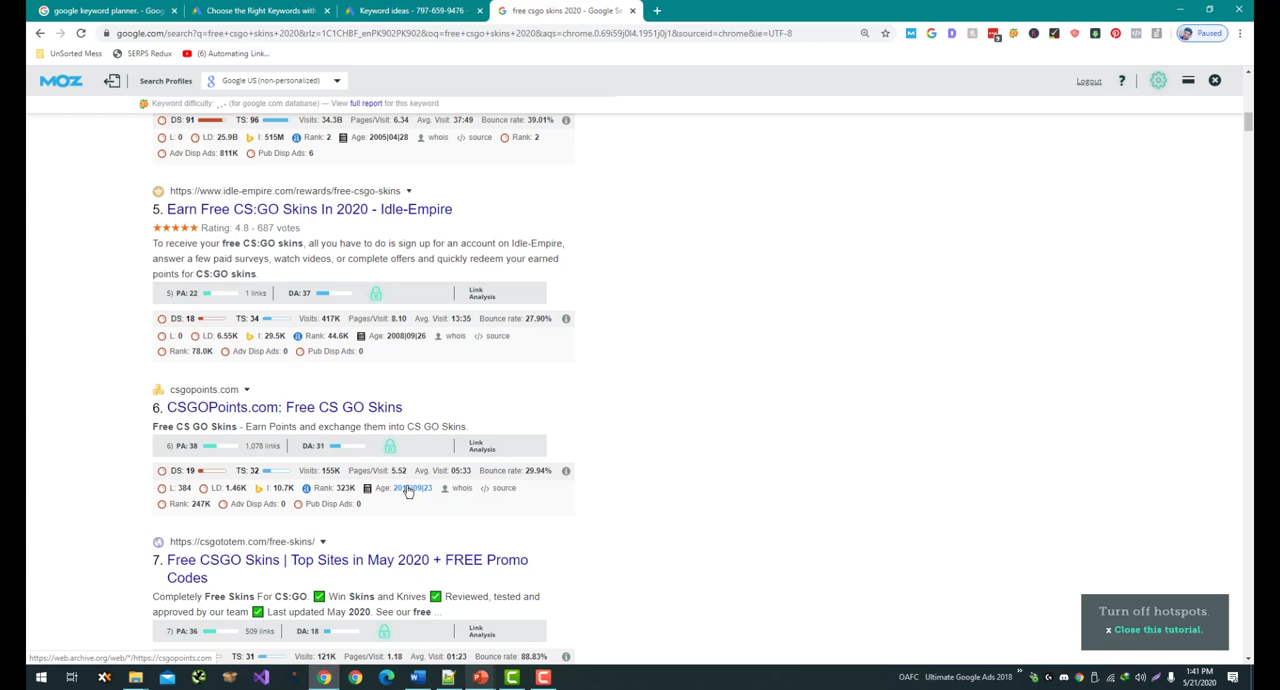 google keyword planner. - Goog
Choose the Right Keywords with
Keyword ideas - 797-659-9476 -
free csgo skins 2020 - Google Se
google.com/search?q=free+csgo+skins+2020&rlz=1C1CHBF_enPK902PK902&oq=free+csgo+skins+2020&aqs=chrome.0.69i59j0l4.1951j0j1&sourceid=chrome&ie=UTF-8
Paused
UnSorted Mess
SERPS Redux
(6) Automating Link...
MOZ
Search Profiles
Google US (non-personalized)
Logout
?
Keyword difficulty: (for google.com database) — View full report for this keyword
DS: 91 TS: 96 Visits: 34.3B Pages/Visit: 6.34 Avg. Visit: 37:49 Bounce rate: 39.01%
L: 0 LD: 25.9B I: 515M Rank: 2 Age: 2005|04|28 whois </> source Rank: 2
Adv Disp Ads: 811K Pub Disp Ads: 6
https://www.idle-empire.com/rewards/free-csgo-skins
5. Earn Free CS:GO Skins In 2020 - Idle-Empire
★★★★★ Rating: 4.8 - 687 votes
To receive your free CS:GO skins, all you have to do is sign up for an account on Idle-Empire,
answer a few paid surveys, watch videos, or complete offers and quickly redeem your earned
points for CS:GO skins.
5) PA: 22 1 links DA: 37 Link Analysis
DS: 18 TS: 34 Visits: 417K Pages/Visit: 8.10 Avg. Visit: 13:35 Bounce rate: 27.90%
L: 0 LD: 6.55K I: 29.5K Rank: 44.6K Age: 2008|09|26 whois </> source
Rank: 78.0K Adv Disp Ads: 0 Pub Disp Ads: 0
csgopoints.com
6. CSGOPoints.com: Free CS GO Skins
Free CS GO Skins - Earn Points and exchange them into CS GO Skins.
6) PA: 38 1,078 links DA: 31 Link Analysis
DS: 19 TS: 32 Visits: 155K Pages/Visit: 5.52 Avg. Visit: 05:33 Bounce rate: 29.94%
L: 384 LD: 1.46K I: 10.7K Rank: 323K Age: whois </> source
Rank: 247K Adv Disp Ads: 0 Pub Disp Ads: 0
https://csgototem.com/free-skins/
7. Free CSGO Skins | Top Sites in May 2020 + FREE Promo
Codes
Completely Free Skins For CS:GO. ✅ Win Skins and Knives ✅ Reviewed, tested and
approved by our team ✅ Last updated May 2020. See our free ...
7) PA: 36 509 links DA: 18 Link Analysis
https://web.archive.org/web/*/https://csgopoints.com TS: 31 Visits: 121K Pages/Visit: 1.18 Avg. Visit: 01:23 Bounce rate: 88.83%
Turn off hotspots.
x Close this tutorial.
OAFC Ultimate Google Ads 2018
1:41 PM
5/21/2020